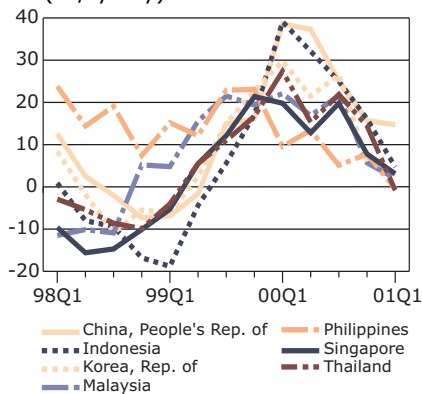 40
30
20
10
0
-10
-20
98Q1 99Q1 00Q1 01Q1
China, People's Rep. of Philippines
Indonesia Singapore
Korea, Rep. of Thailand
Malaysia